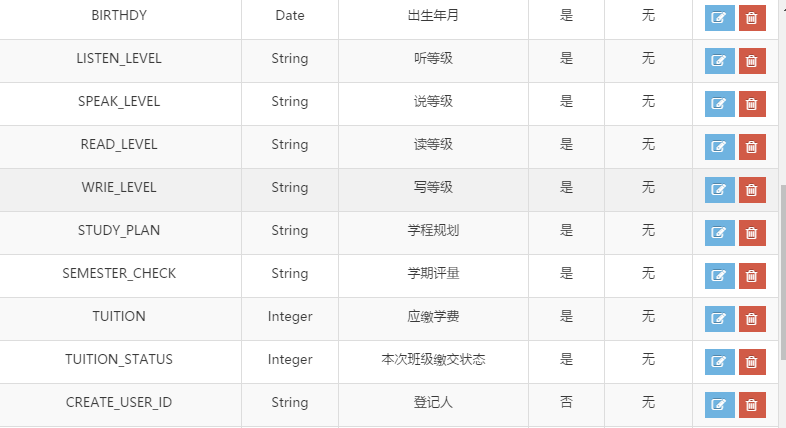 BIRTHDY Date 出生年月 是 无
LISTEN_LEVEL String 听等级 是 无
SPEAK_LEVEL String 说等级 是 无
READ_LEVEL String 读等级 是 无
WRIE_LEVEL String 写等级 是 无
STUDY_PLAN String 学程规划 是 无
SEMESTER_CHECK String 学期评量 是 无
TUITION Integer 应缴学费 是 无
TUITION_STATUS Integer 本次班级缴交状态 是 无
CREATE_USER_ID String 登记人 否 无